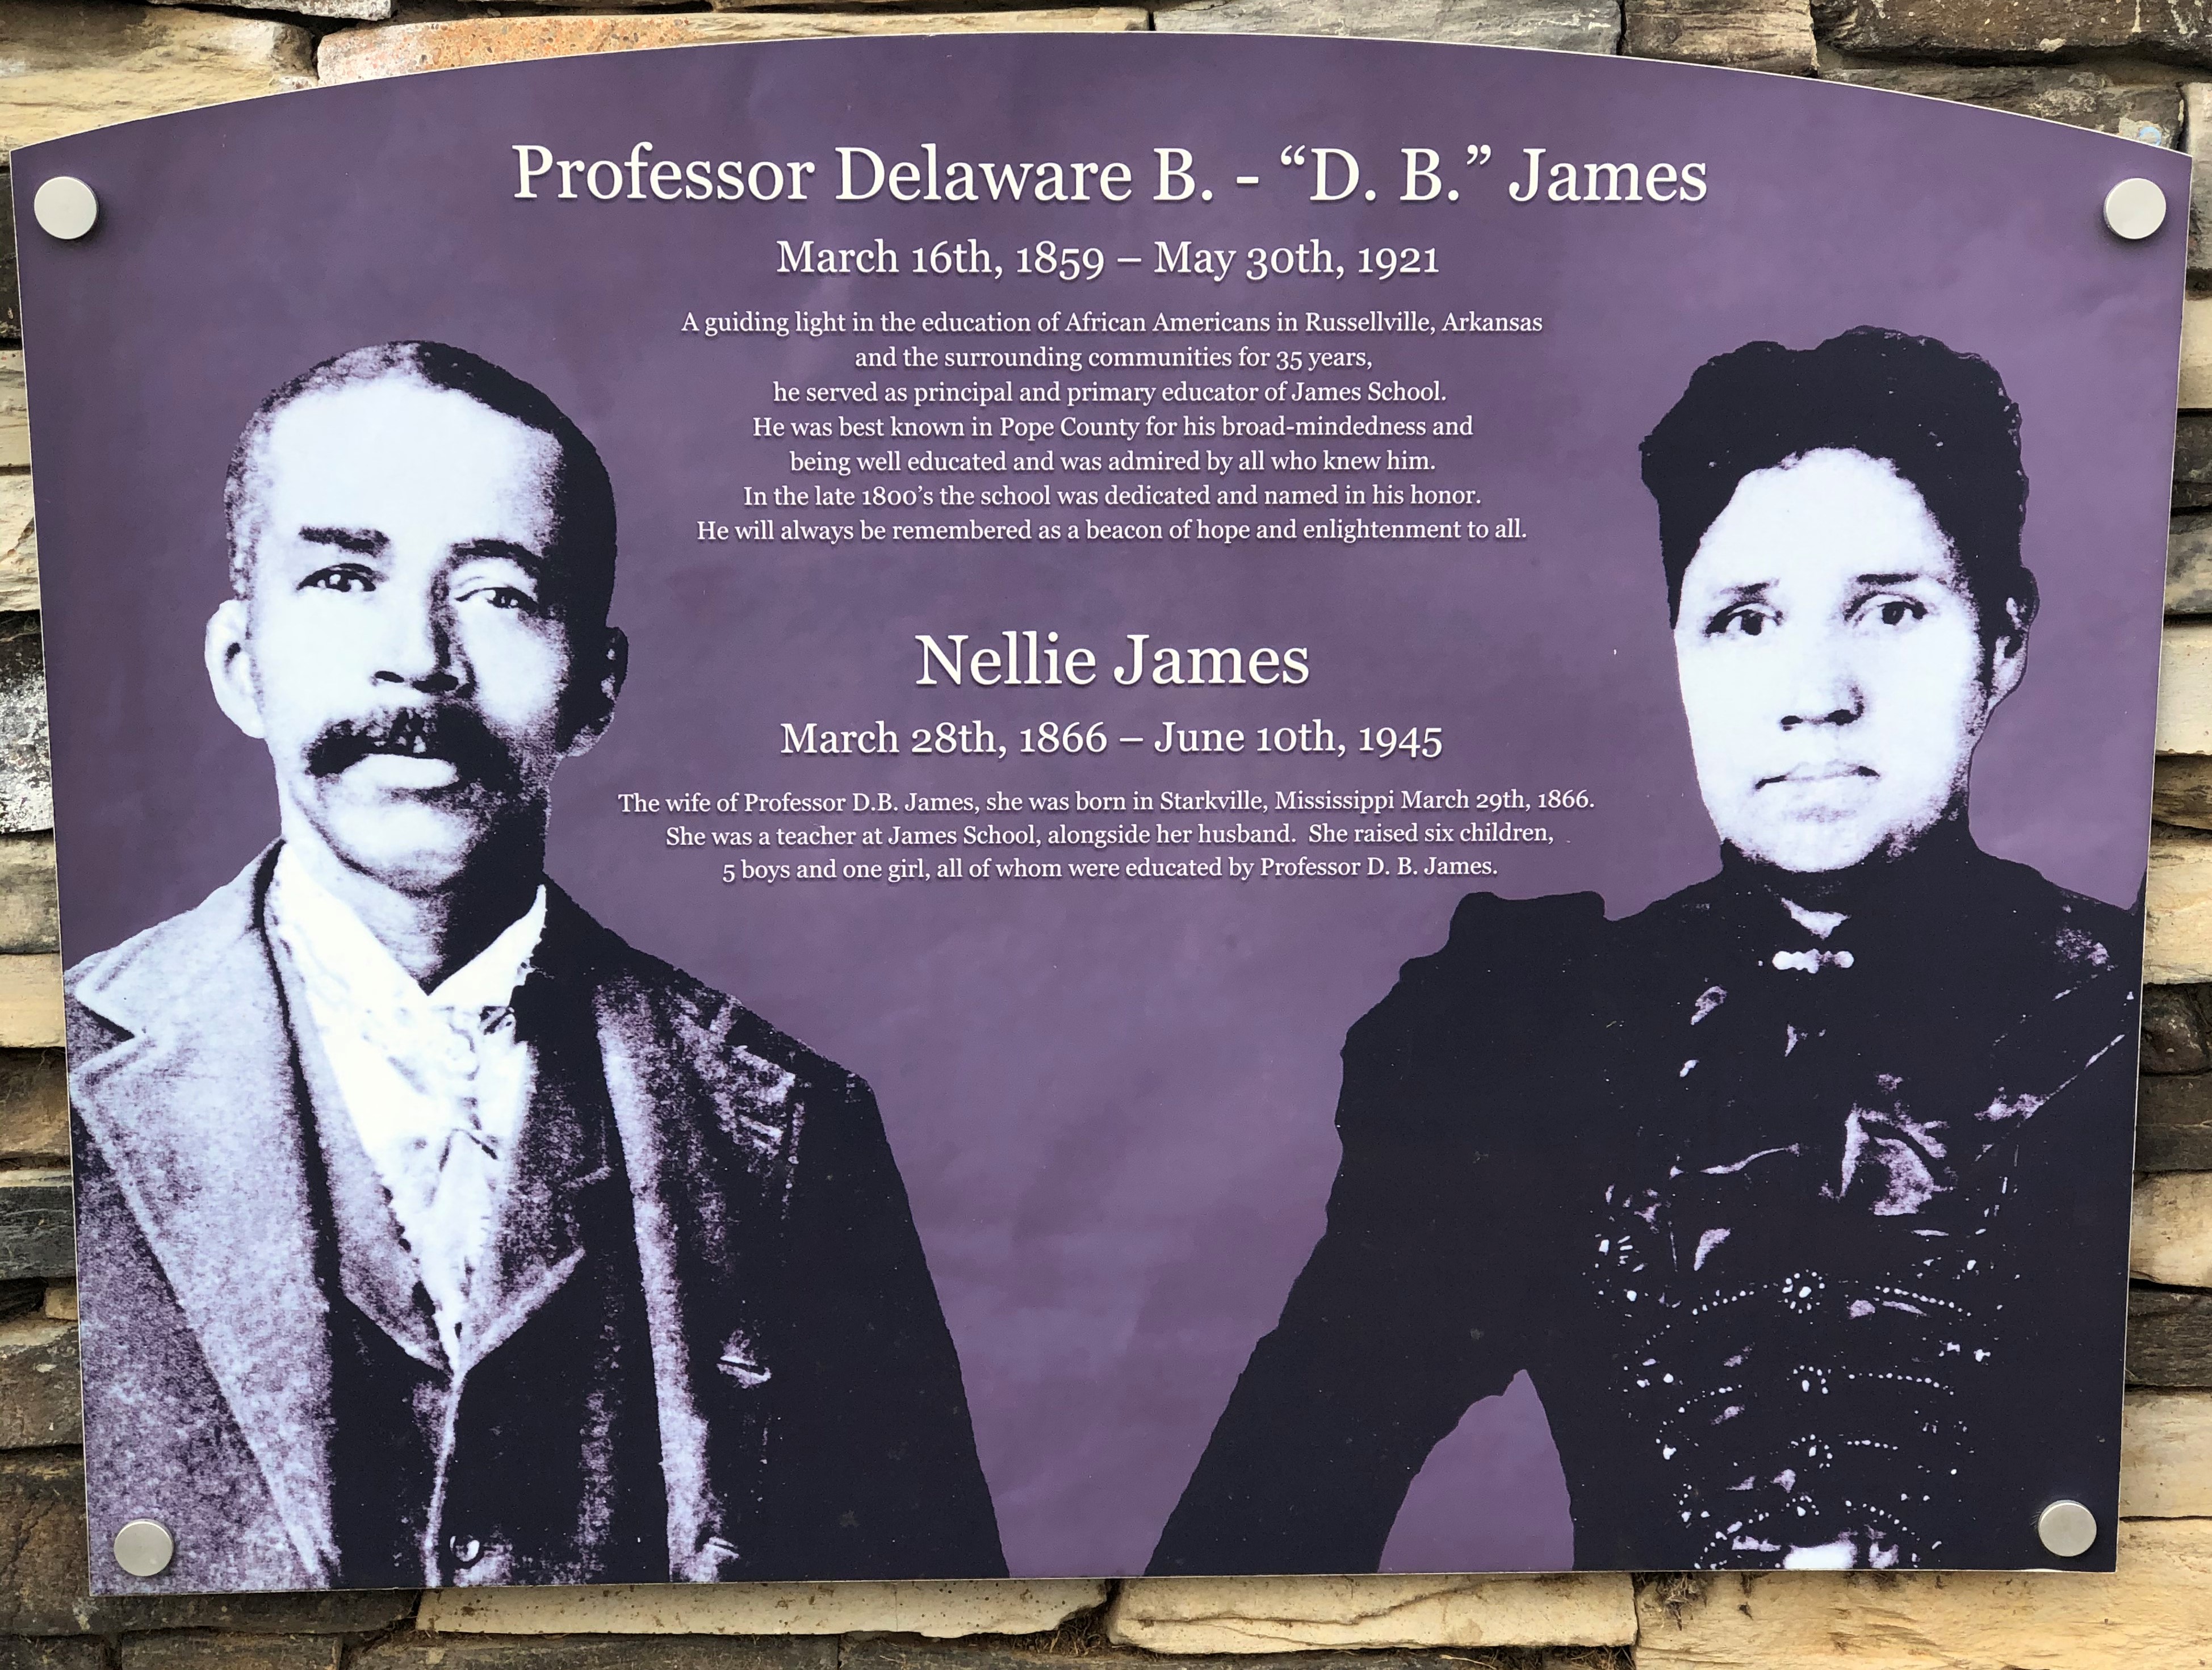 Professor Delaware B. - “D. B.” James
March 16th, 1859 – May 30th, 1921
A guiding light in the education of African Americans in Russellville, Arkansas
and the surrounding communities for 35 years,
he served as principal and primary educator of James School.
He was best known in Pope County for his broad-mindedness and
being well educated and was admired by all who knew him.
In the late 1800’s the school was dedicated and named in his honor.
He will always be remembered as a beacon of hope and enlightenment to all.
Nellie James
March 28th, 1866 – June 10th, 1945
The wife of Professor D.B. James, she was born in Starkville, Mississippi March 29th, 1866.
She was a teacher at James School, alongside her husband.  She raised six children,
5 boys and one girl, all of whom were educated by Professor D. B. James.